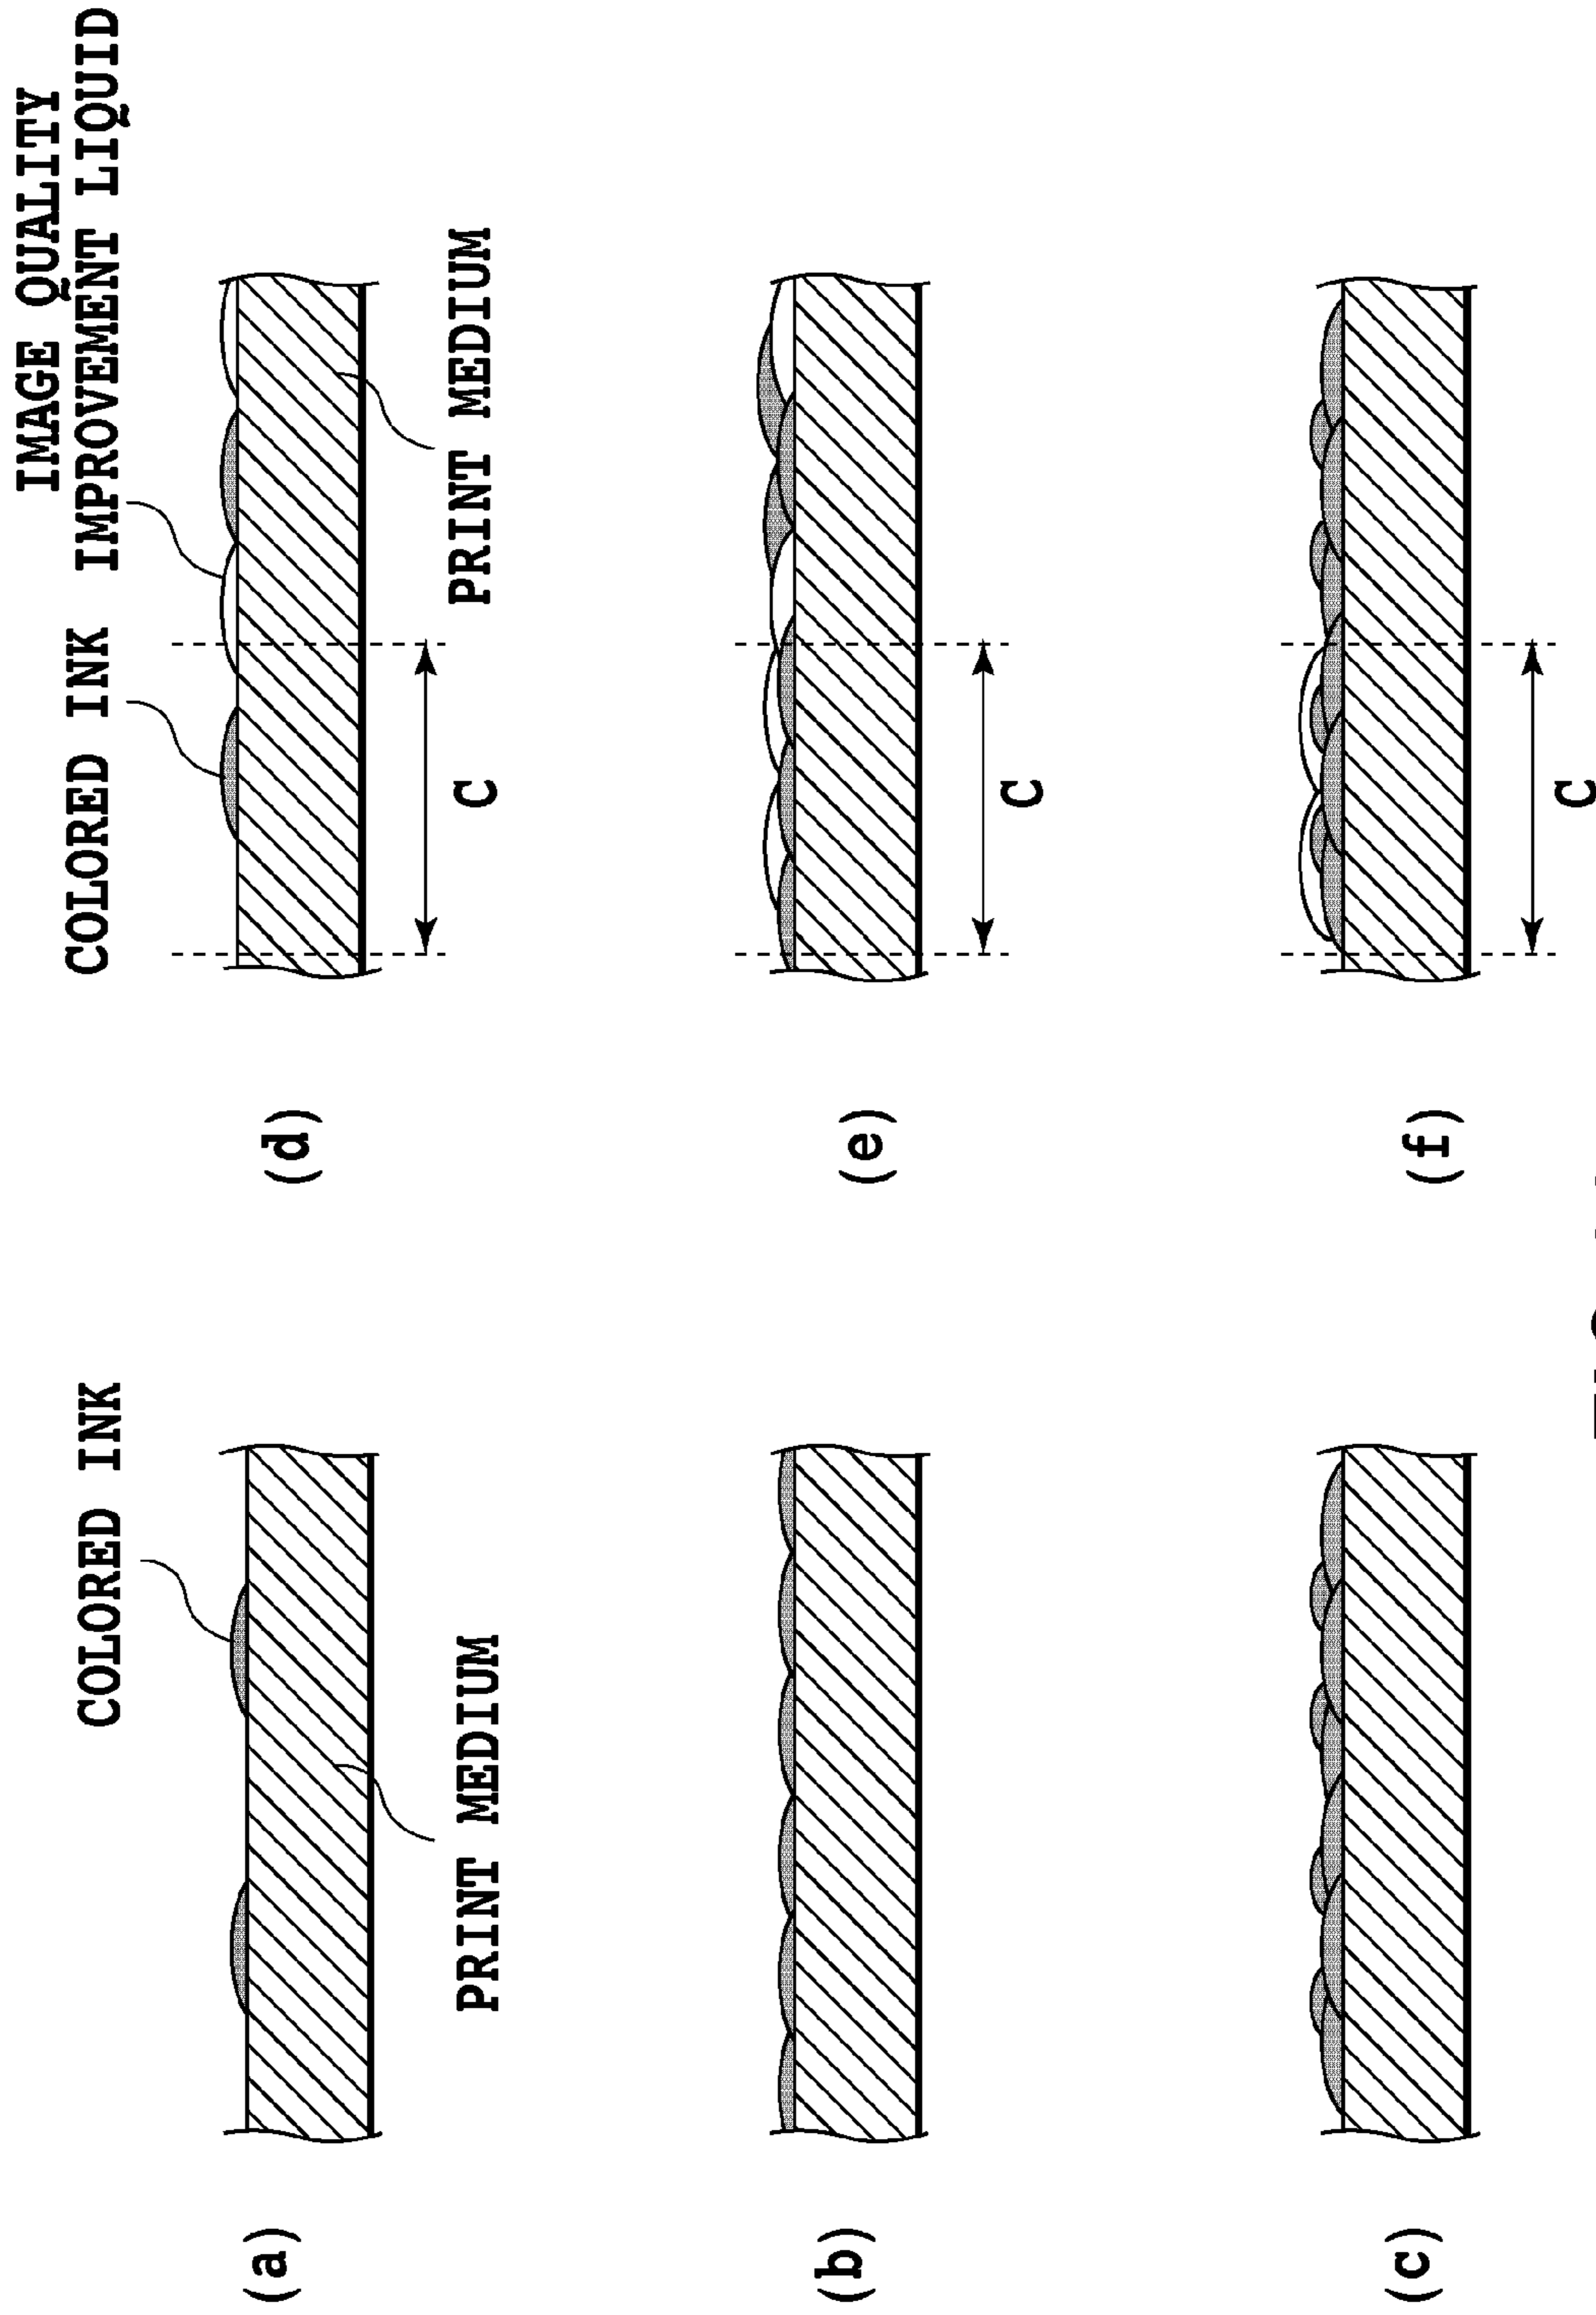 (a)
COLORED INK
PRINT MEDIUM
(b)
(c)
(d)
COLORED INK
IMAGE QUALITY
IMPROVEMENT LIQUID
PRINT MEDIUM
C
(e)
C
(f)
C